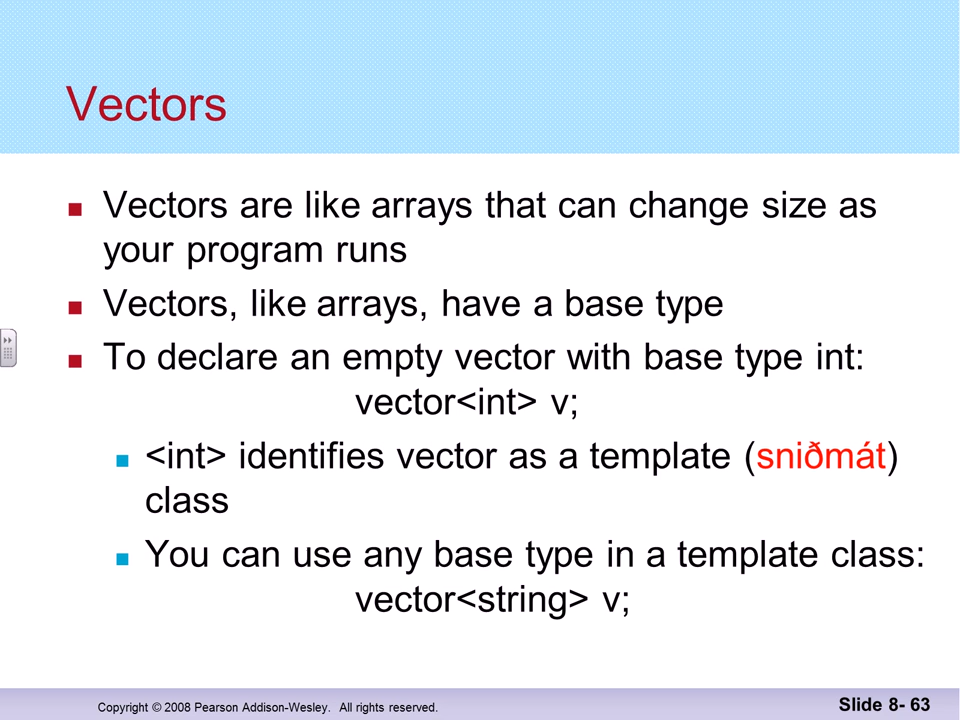 Vectors
Vectors are like arrays that can change size as
your program runs
Vectors, like arrays, have a base type
To declare an empty vector with base type int:
vector<int> v;
<int> identifies vector as a template (sniðmát)
class
You can use any base type in a template class:
vector<string> v;
Copyright © 2008 Pearson Addison-Wesley. All rights reserved.
Slide 8- 63